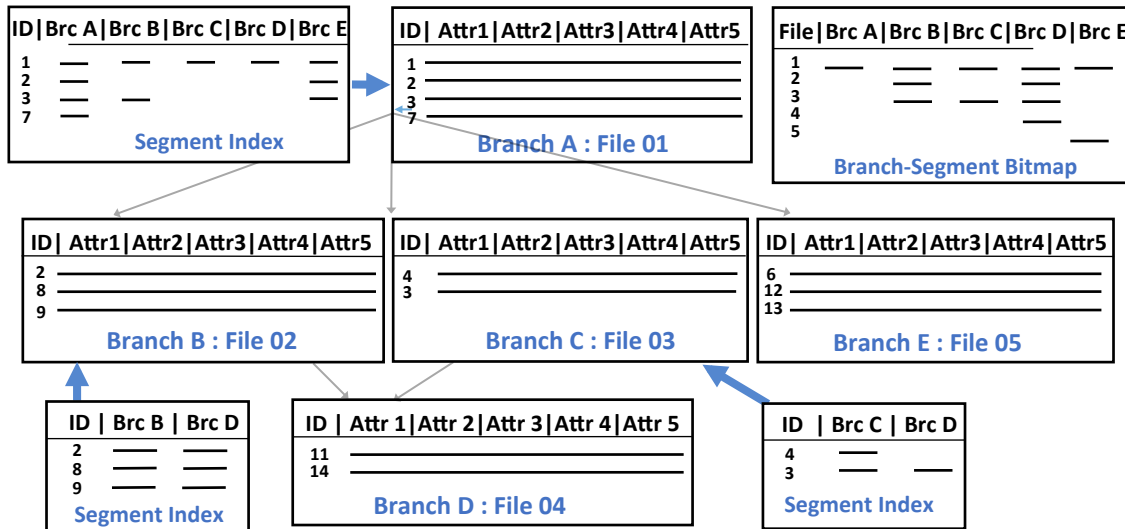 ID|Brc A|Brc B|Brc C|Brc D|Brc E
1
2
3
7
Segment Index
ID| Attr1|Attr2|Attr3|Attr4|Attr5
1
2
3
7
Branch A : File 01
File|Brc A|Brc B|Brc C|Brc D|Brc E
1
2
3
4
5
Branch-Segment Bitmap
ID| Attr1|Attr2|Attr3|Attr4|Attr5
2
8
9
Branch B : File 02
ID| Attr1|Attr2|Attr3|Attr4|Attr5
4
3
Branch C : File 03
ID| Attr1|Attr2|Attr3|Attr4|Attr5
6
12
13
Branch E : File 05
ID | Brc B | Brc D
2
8
9
Segment Index
ID | Attr 1|Attr 2|Attr 3|Attr 4|Attr 5
11
14
Branch D : File 04
ID | Brc C | Brc D
4
3
Segment Index